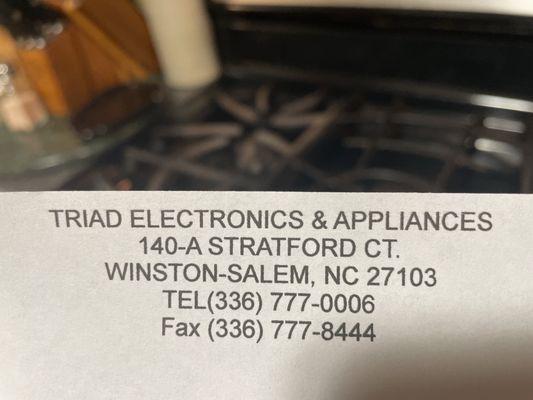 TRIAD ELECTRONICS & APPLIANCES
140-A STRATFORD CT.
WINSTON-SALEM, NC 27103
TEL(336) 777-0006
Fax (336) 777-8444